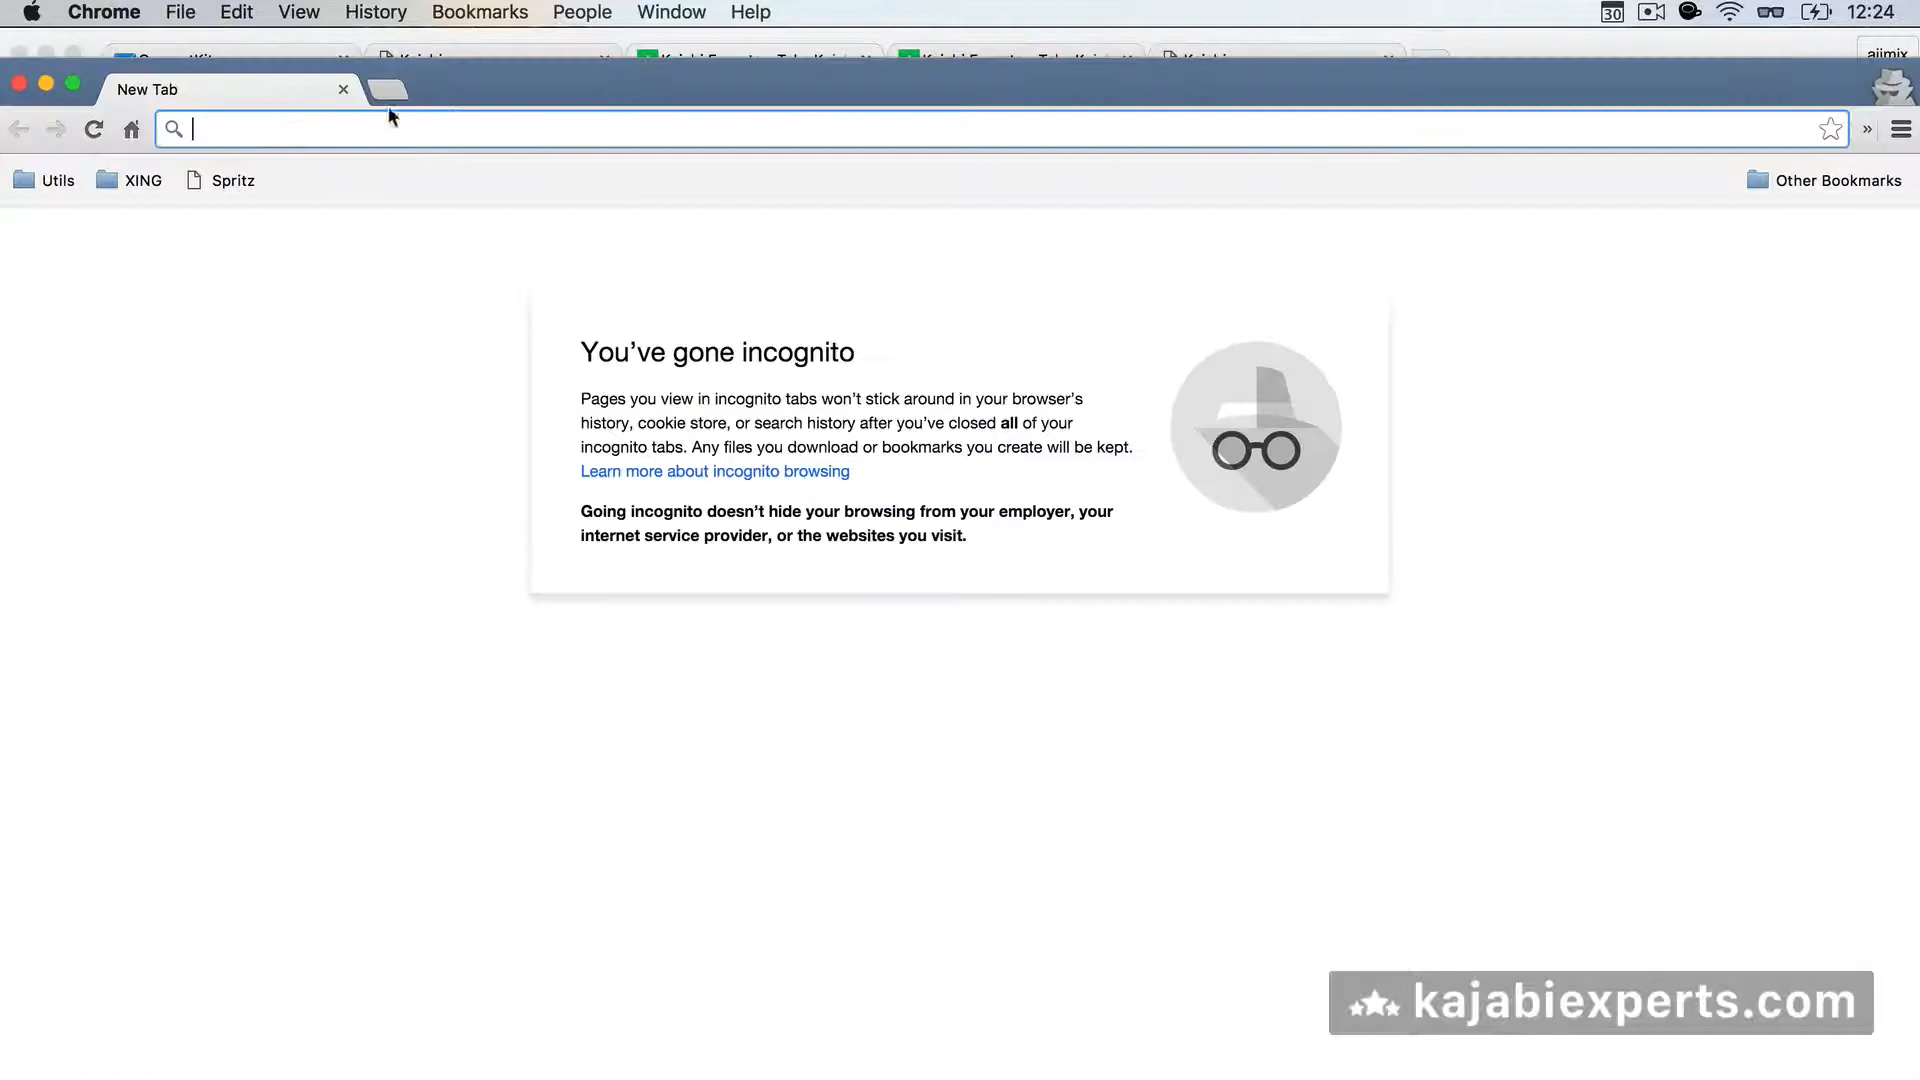 Chrome File Edit View History Bookmarks People Window Help 30 12:24
ajimix
New Tab
Utils XING Spritz Other Bookmarks
You've gone incognito
Pages you view in incognito tabs won't stick around in your browser's
history, cookie store, or search history after you've closed all of your
incognito tabs. Any files you download or bookmarks you create will be kept.
Learn more about incognito browsing
Going incognito doesn't hide your browsing from your employer, your
internet service provider, or the websites you visit.
kajabiexperts.com